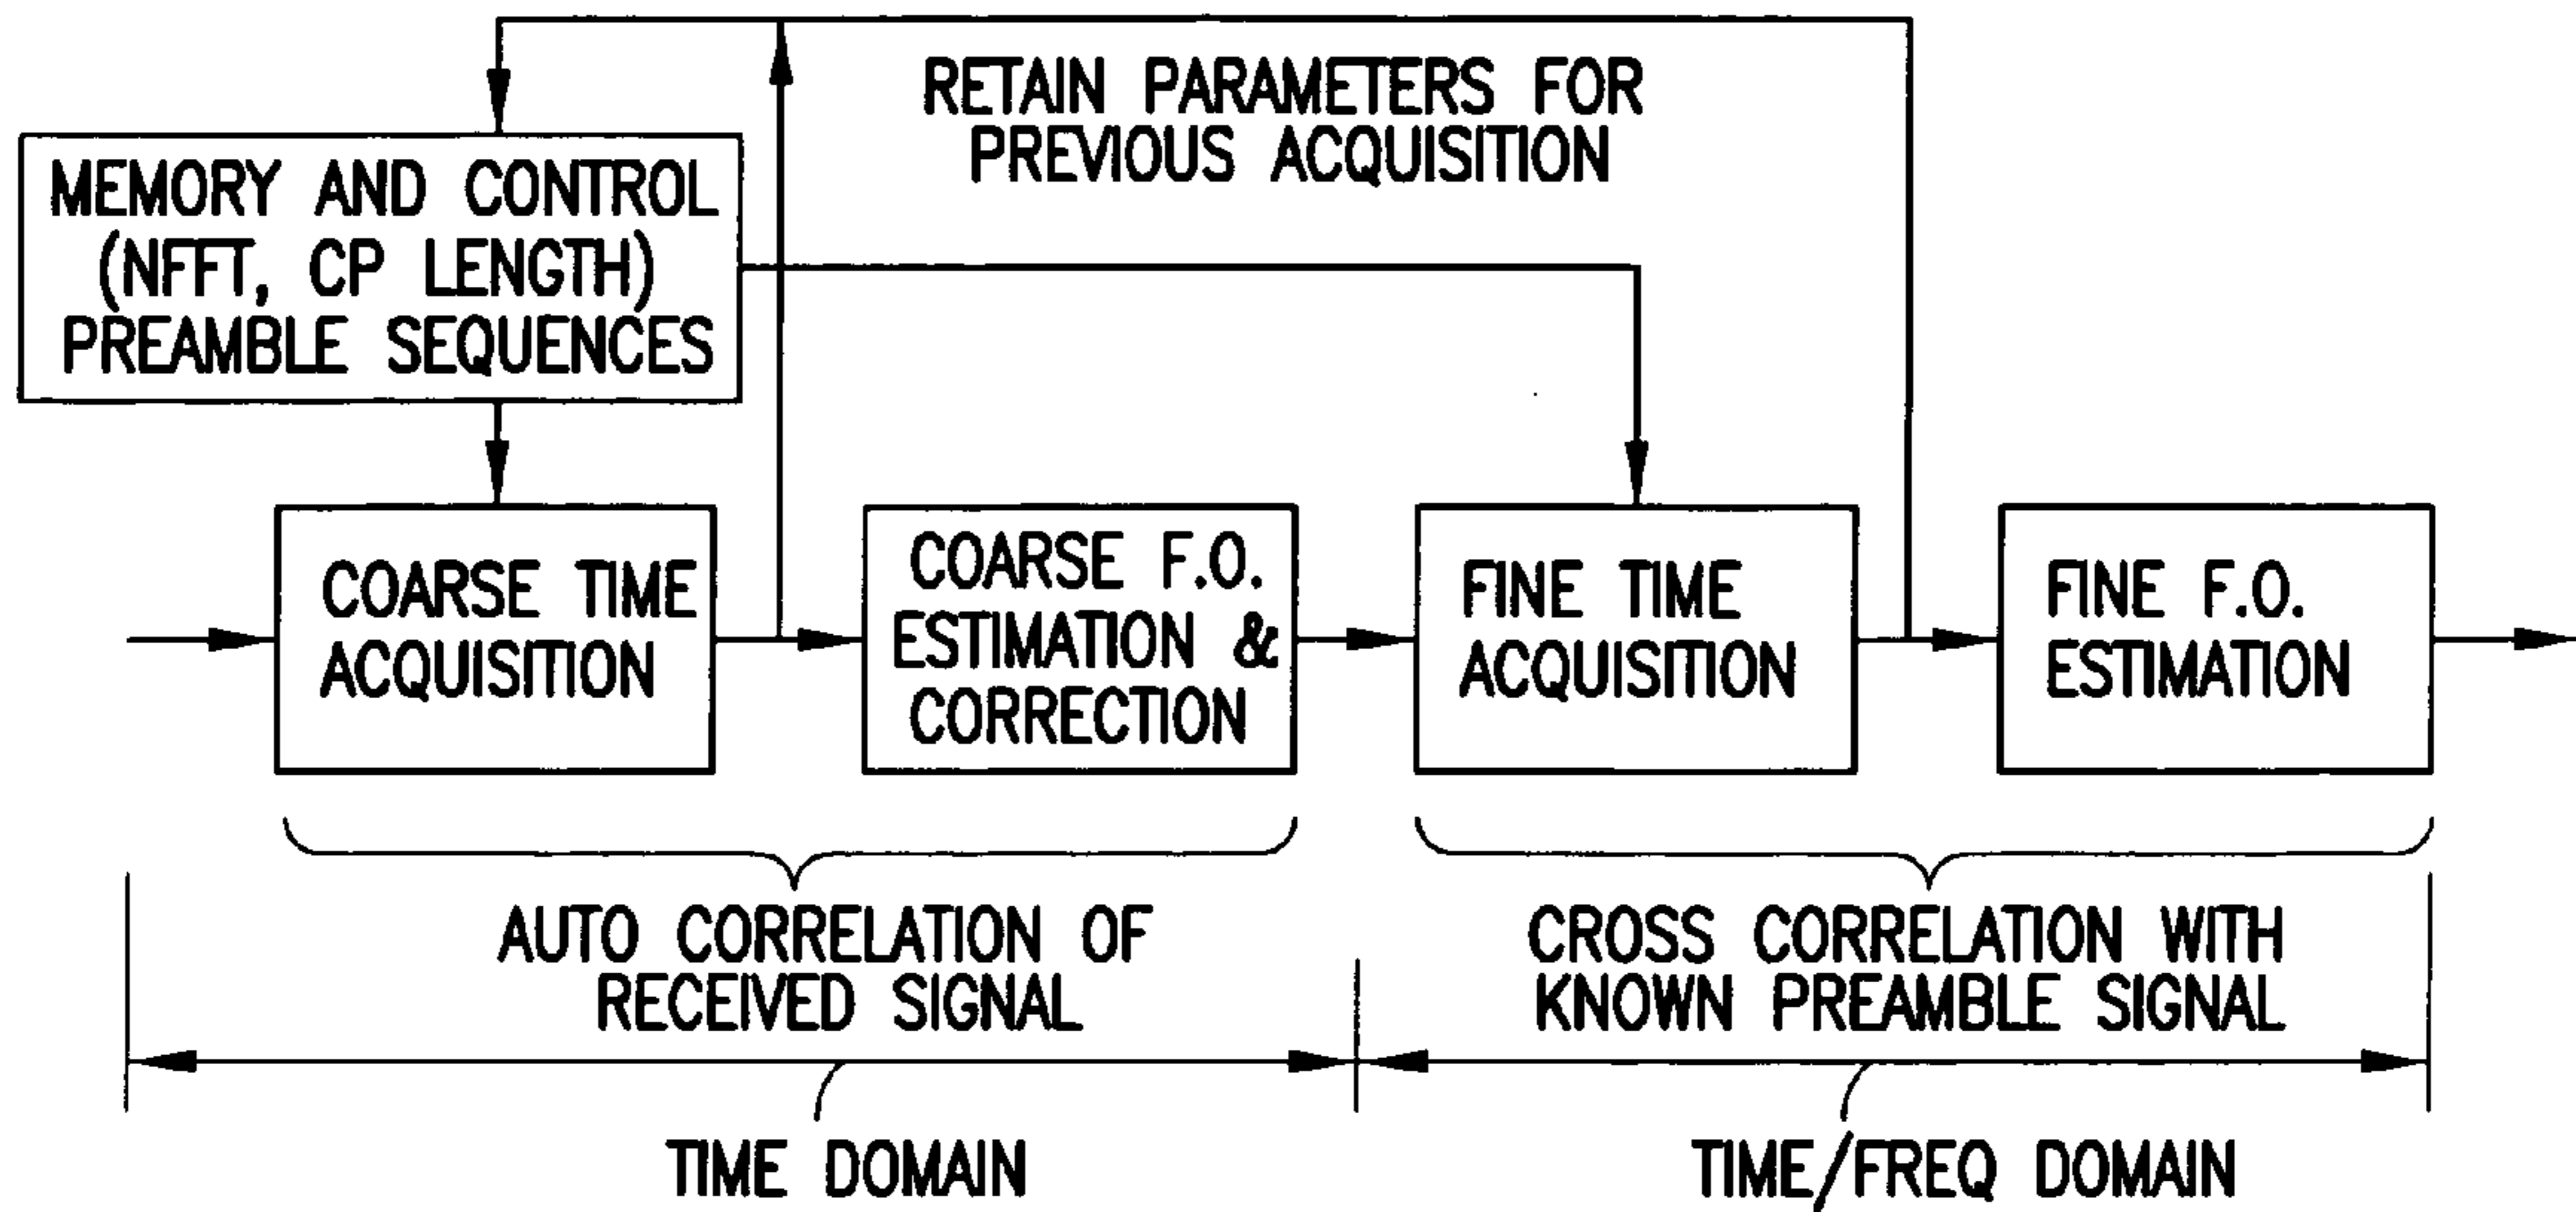 RETAIN PARAMETERS FOR
PREVIOUS ACQUISITION
MEMORY AND CONTROL
(NFFT, CP LENGTH)
PREAMBLE SEQUENCES
COARSE TIME
ACQUISITION
COARSE F.O.
ESTIMATION &
CORRECTION
FINE TIME
ACQUISITION
FINE F.O.
ESTIMATION
AUTO CORRELATION OF
RECEIVED SIGNAL
CROSS CORRELATION WITH
KNOWN PREAMBLE SIGNAL
TIME DOMAIN
TIME/FREQ DOMAIN